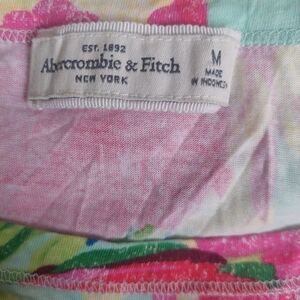 EST. 1892
Abercrombie & Fitch
NEW YORK
M
MADE
IN INDONESIA